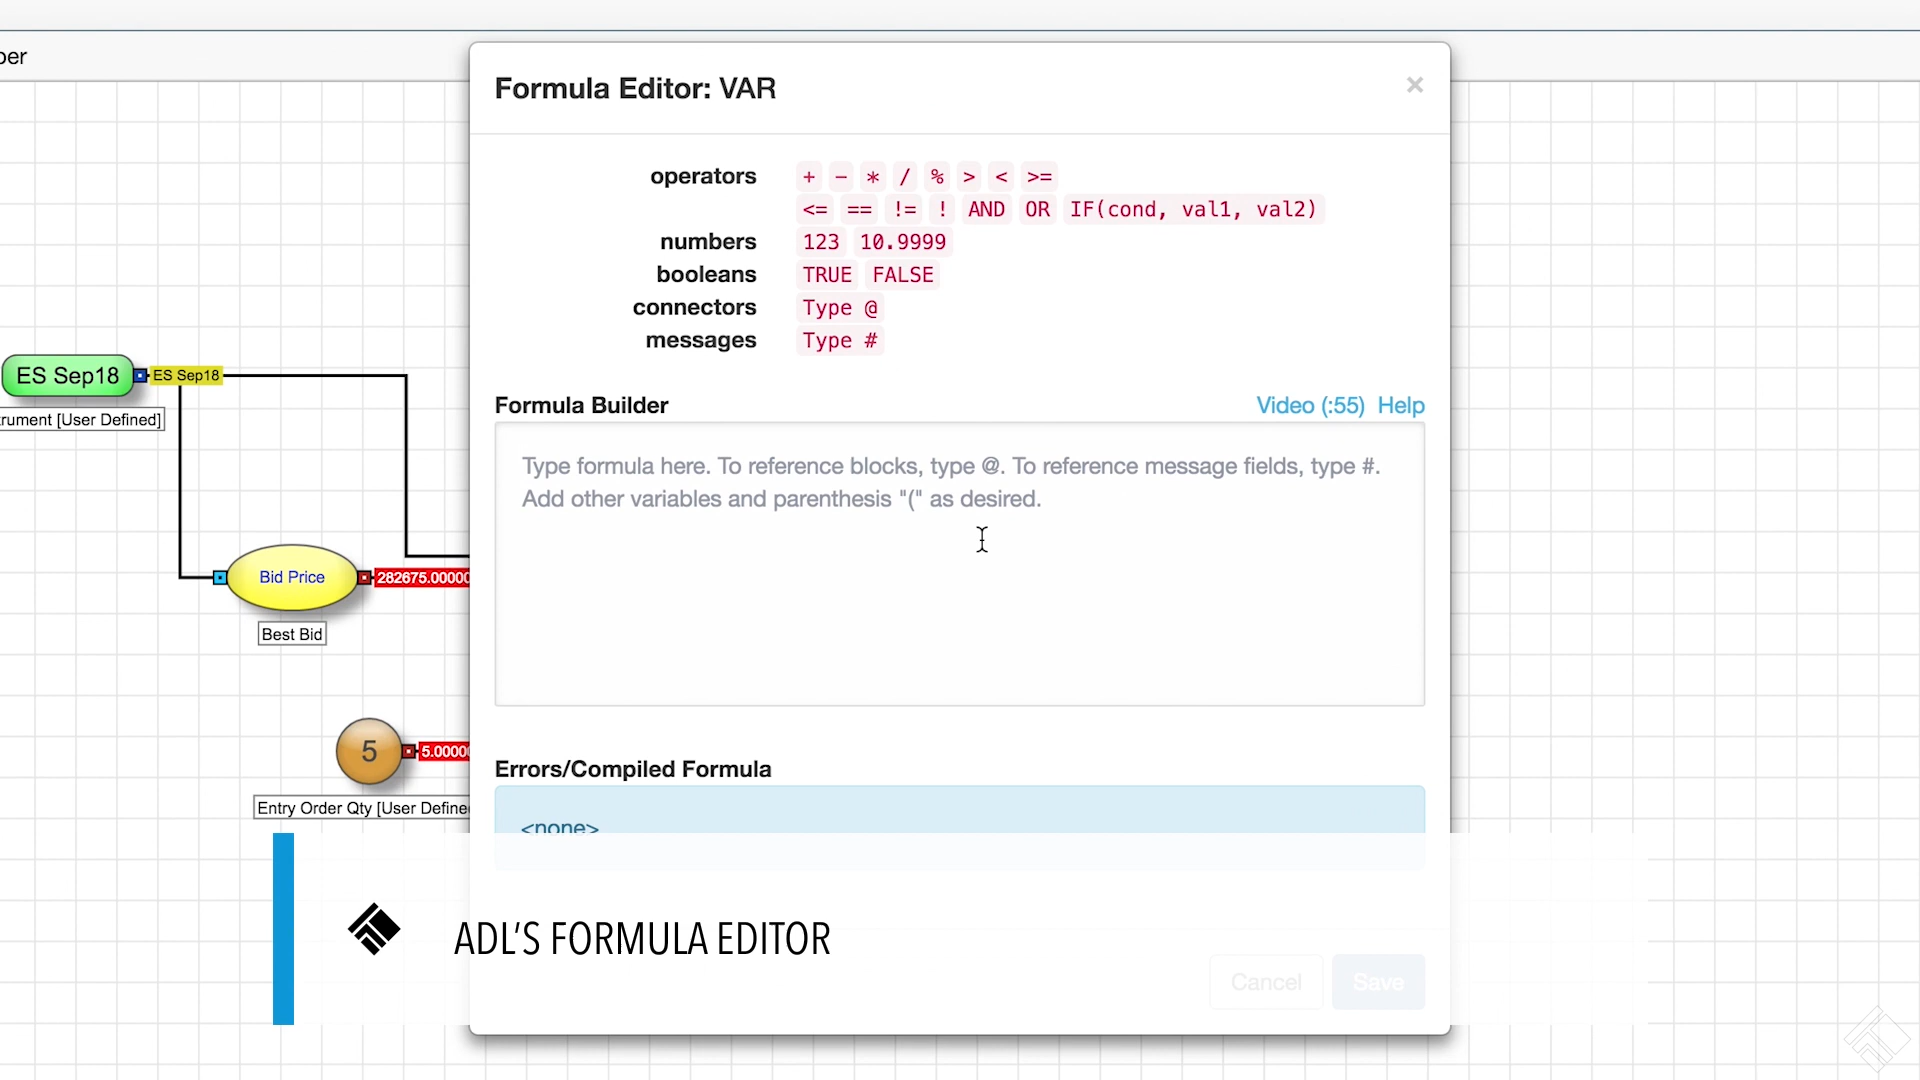 per
Formula Editor: VAR
×
operators + − * / % > < >=
<= == != ! AND OR IF(cond, val1, val2)
numbers 123 10.9999
booleans TRUE FALSE
connectors Type @
messages Type #
ES Sep18 ES Sep18
trument [User Defined]
Formula Builder Video (:55) Help
Type formula here. To reference blocks, type @. To reference message fields, type #.
Add other variables and parenthesis "(" as desired.
Bid Price 282675.00000
Best Bid
5 5.0000
Entry Order Qty [User Define
Errors/Compiled Formula
<none>
ADL'S FORMULA EDITOR
Cancel Save